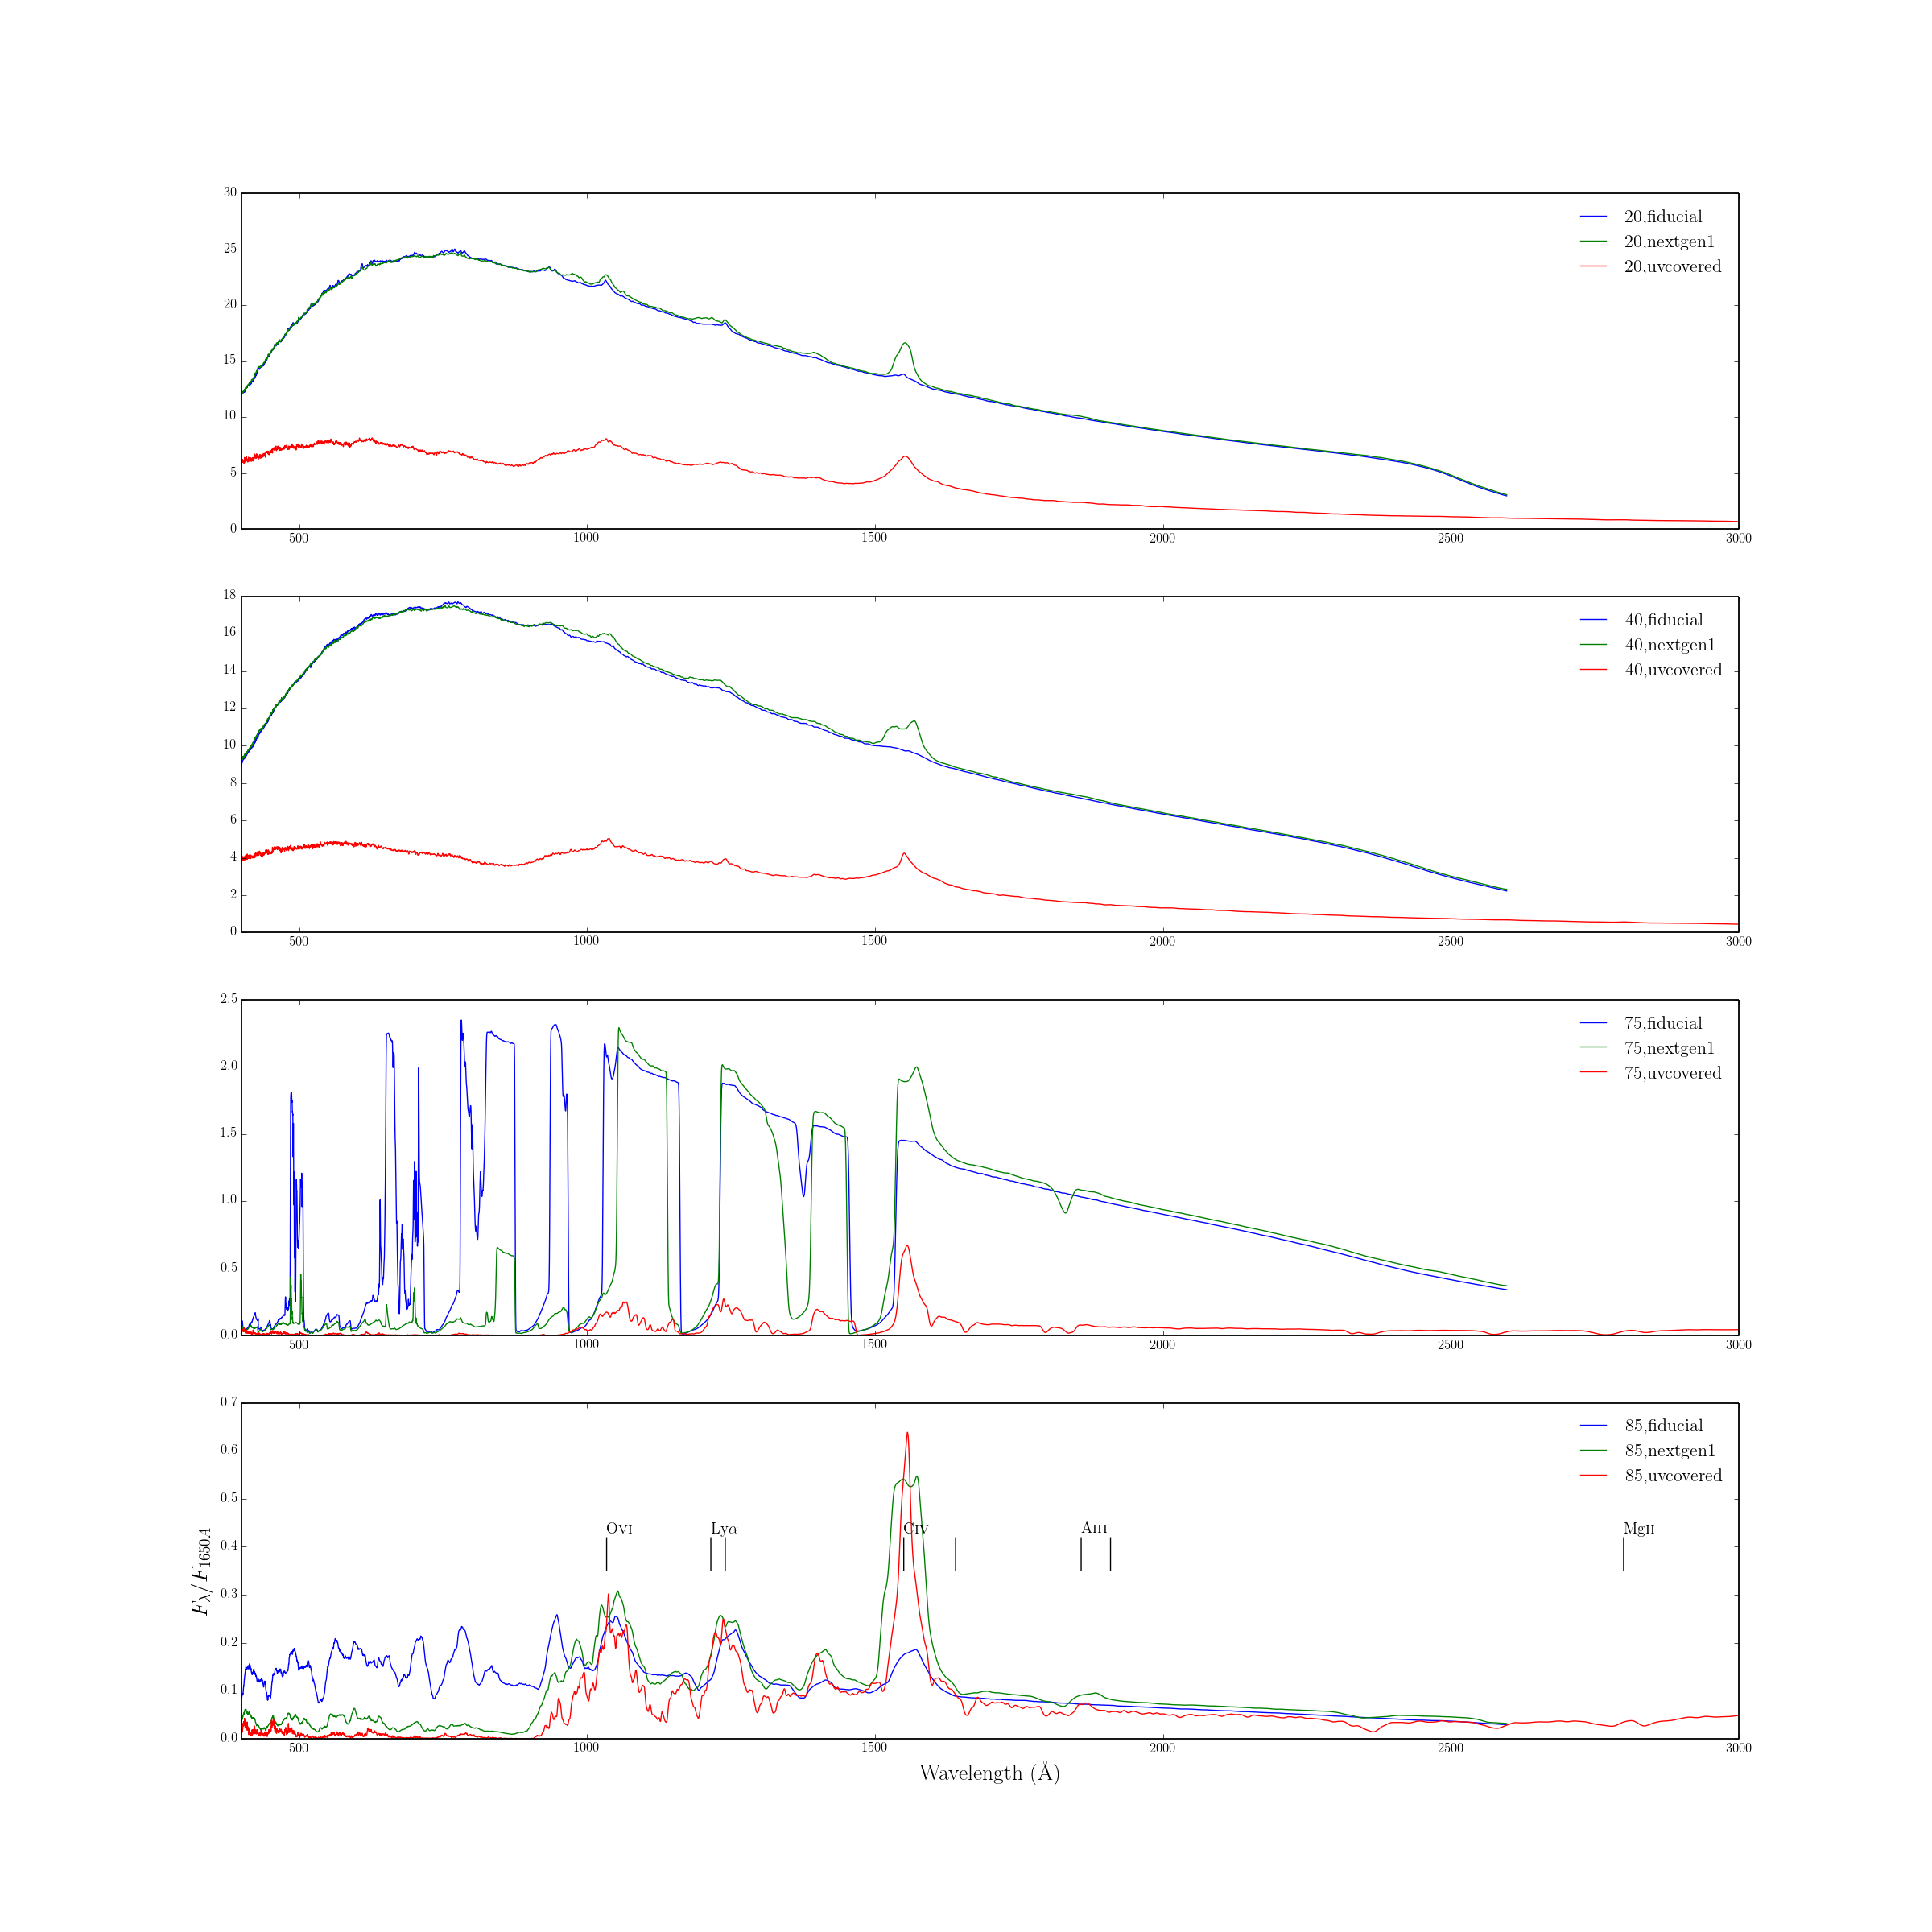 30
25
20
15
10
5
0
500 1000 1500 2000 2500 3000
20,fiducial
20,nextgen1
20,uvcovered
18
16
14
12
10
8
6
4
2
0
500 1000 1500 2000 2500 3000
40,fiducial
40,nextgen1
40,uvcovered
2.5
2.0
1.5
1.0
0.5
0.0
500 1000 1500 2000 2500 3000
75,fiducial
75,nextgen1
75,uvcovered
0.7
0.6
0.5
0.4
0.3
0.2
0.1
0.0
500 1000 1500 2000 2500 3000
85,fiducial
85,nextgen1
85,uvcovered
OVI Lyα CIV AIII MgII
Fλ/F1650A
Wavelength (Å)